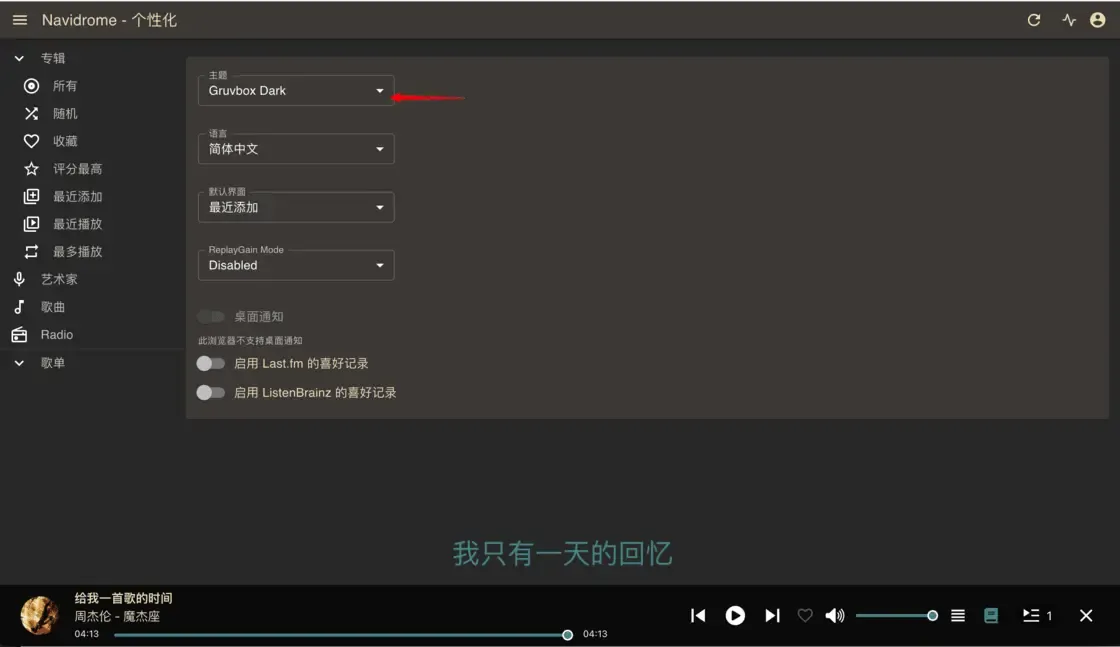 Navidrome - 个性化
专辑
所有
随机
收藏
评分最高
最近添加
最近播放
最多播放
艺术家
歌曲
Radio
歌单
主题
Gruvbox Dark
语言
简体中文
默认界面
最近添加
ReplayGain Mode
Disabled
桌面通知
此浏览器不支持桌面通知
启用 Last.fm 的喜好记录
启用 ListenBrainz 的喜好记录
我只有一天的回忆
给我一首歌的时间
周杰伦 - 魔杰座
04:13 04:13
1